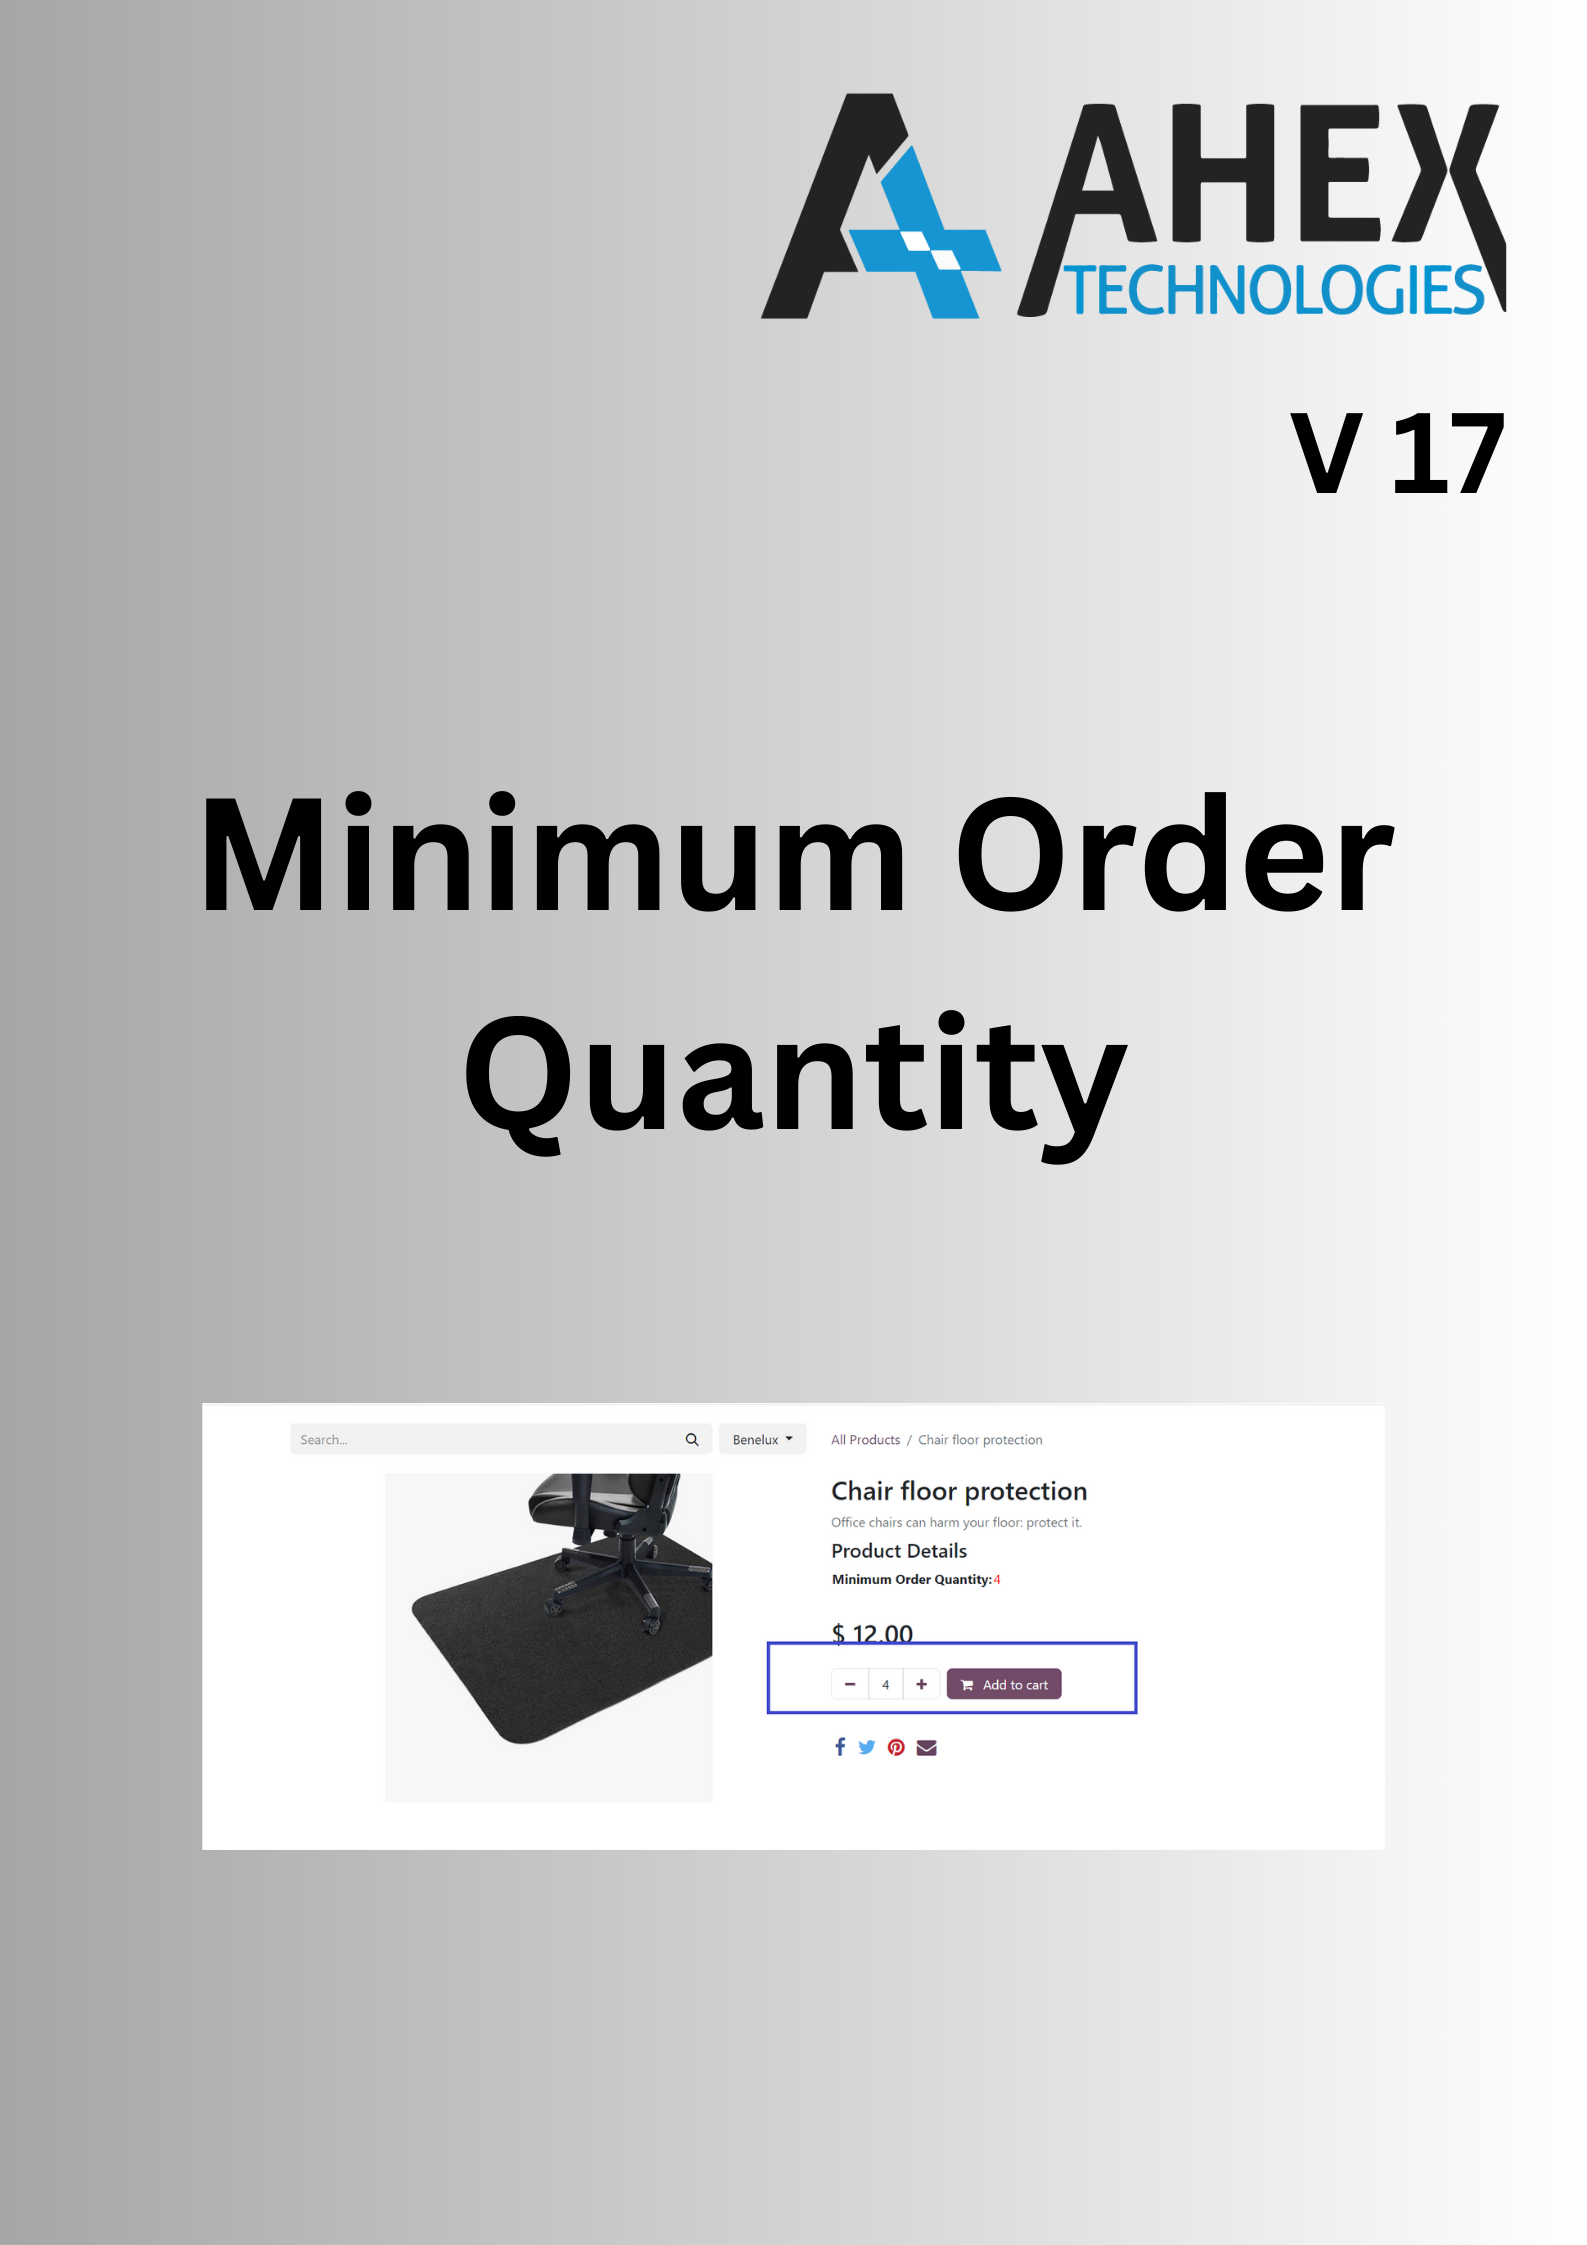 AHEX
TECHNOLOGIES
V 17
Minimum Order
Quantity
Search...
Benelux
All Products / Chair floor protection
Chair floor protection
Office chairs can harm your floor: protect it.
Product Details
Minimum Order Quantity:4
$ 12.00
- 4 + Add to cart